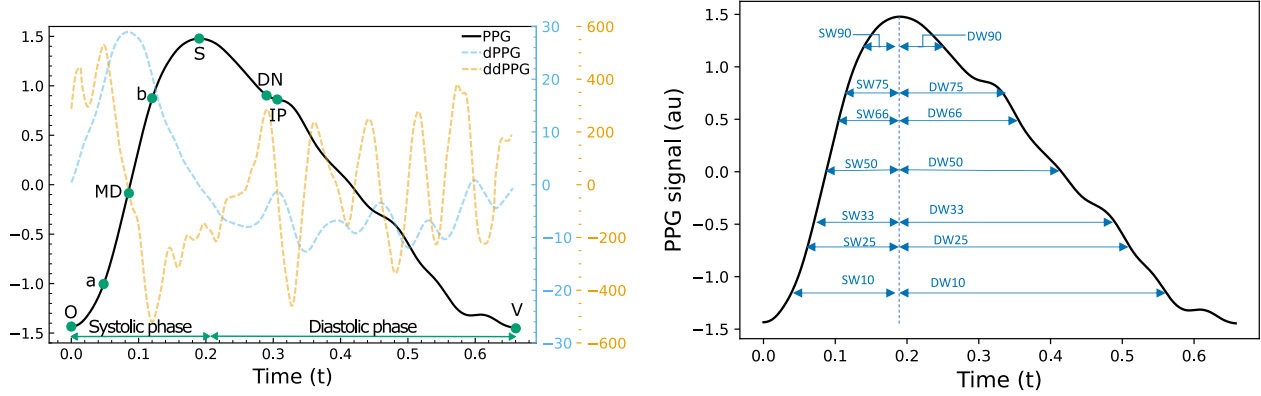 PPG
dPPG
ddPPG
1.5
1.0
0.5
0.0
−0.5
−1.0
−1.5
30
20
10
0
−10
−20
−30
600
400
200
0
−200
−400
−600
S
DN
IP
b
MD
a
O
V
Systolic phase
Diastolic phase
0.0 0.1 0.2 0.3 0.4 0.5 0.6
Time (t)
PPG signal (au)
1.5
1.0
0.5
0.0
−0.5
−1.0
−1.5
SW90 DW90
SW75 DW75
SW66 DW66
SW50 DW50
SW33 DW33
SW25 DW25
SW10 DW10
0.0 0.1 0.2 0.3 0.4 0.5 0.6
Time (t)